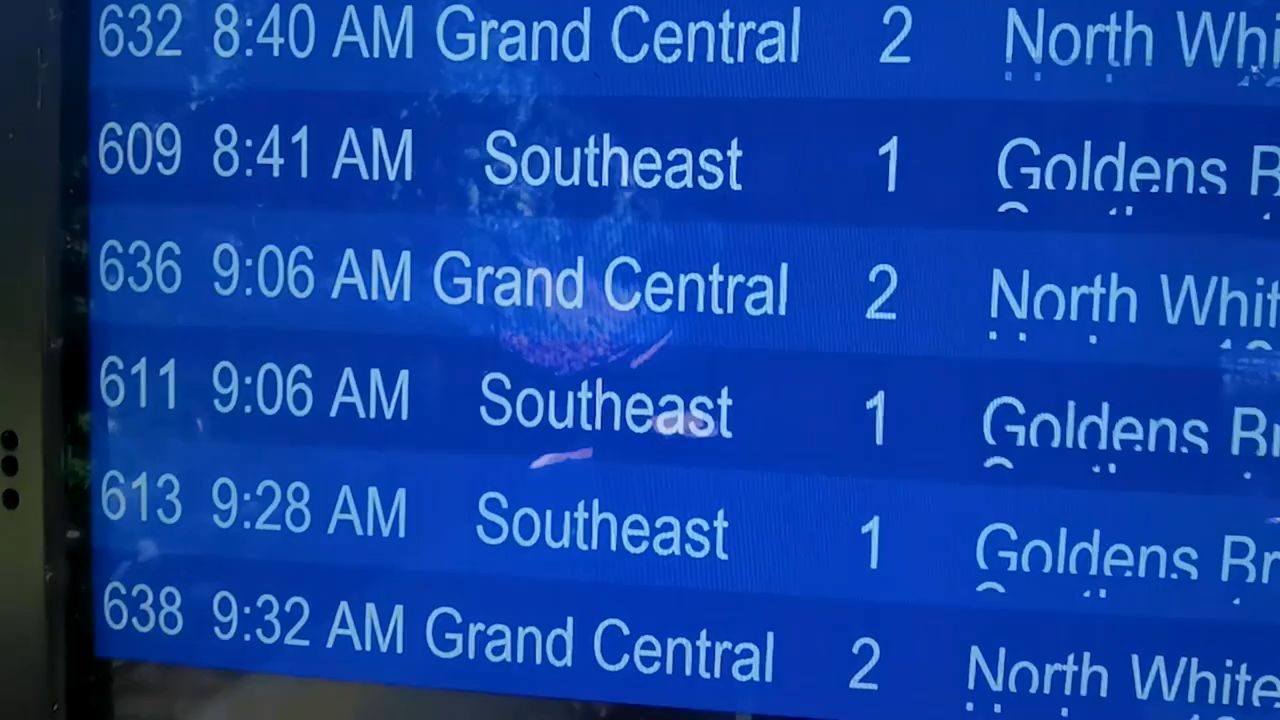 632 8:40 AM Grand Central 2 North Whi
609 8:41 AM Southeast 1 Goldens B
636 9:06 AM Grand Central 2 North Whit
611 9:06 AM Southeast 1 Goldens Br
613 9:28 AM Southeast 1 Goldens Br
638 9:32 AM Grand Central 2 North White